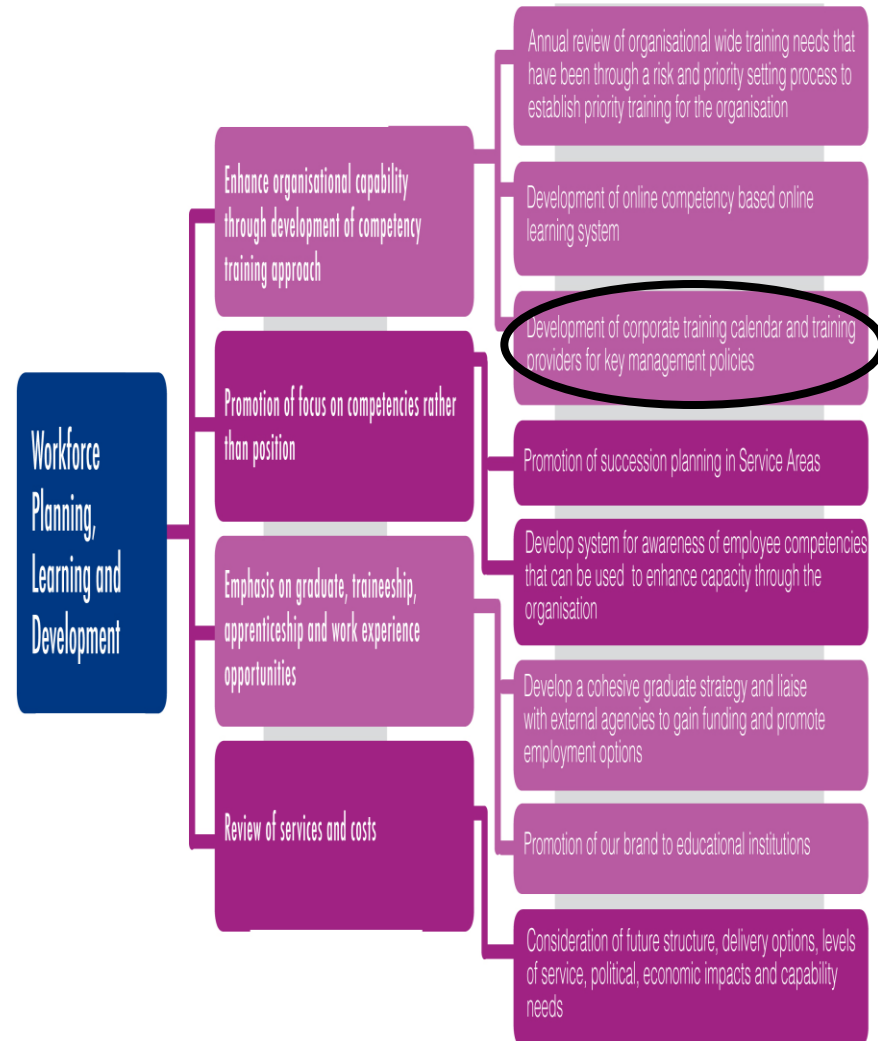 Workforce
Planning,
Learning and
Development
Enhance organisational capability
through development of competency
training approach
Annual review of organisational wide training needs that
have been through a risk and priority setting process to
establish priority training for the organisation
Development of online competency based online
learning system
Development of corporate training calendar and training
providers for key management policies
Promotion of focus on competencies rather
than position
Promotion of succession planning in Service Areas
Develop system for awareness of employee competencies
that can be used to enhance capacity through the
organisation
Emphasis on graduate, traineeship,
apprenticeship and work experience
opportunities
Develop a cohesive graduate strategy and liaise
with external agencies to gain funding and promote
employment options
Promotion of our brand to educational institutions
Review of services and costs
Consideration of future structure, delivery options, levels
of service, political, economic impacts and capability
needs